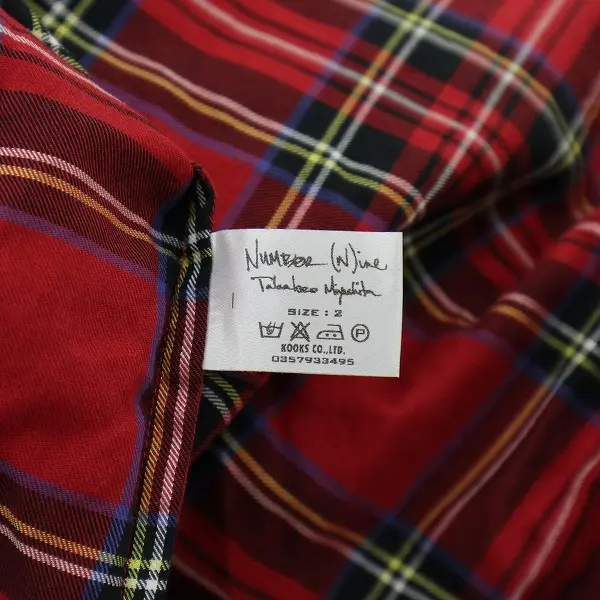 NUMBER (N)ine
Takahiro Miyashita
SIZE : 2
P
KOOKS CO.,LTD.
0357933495